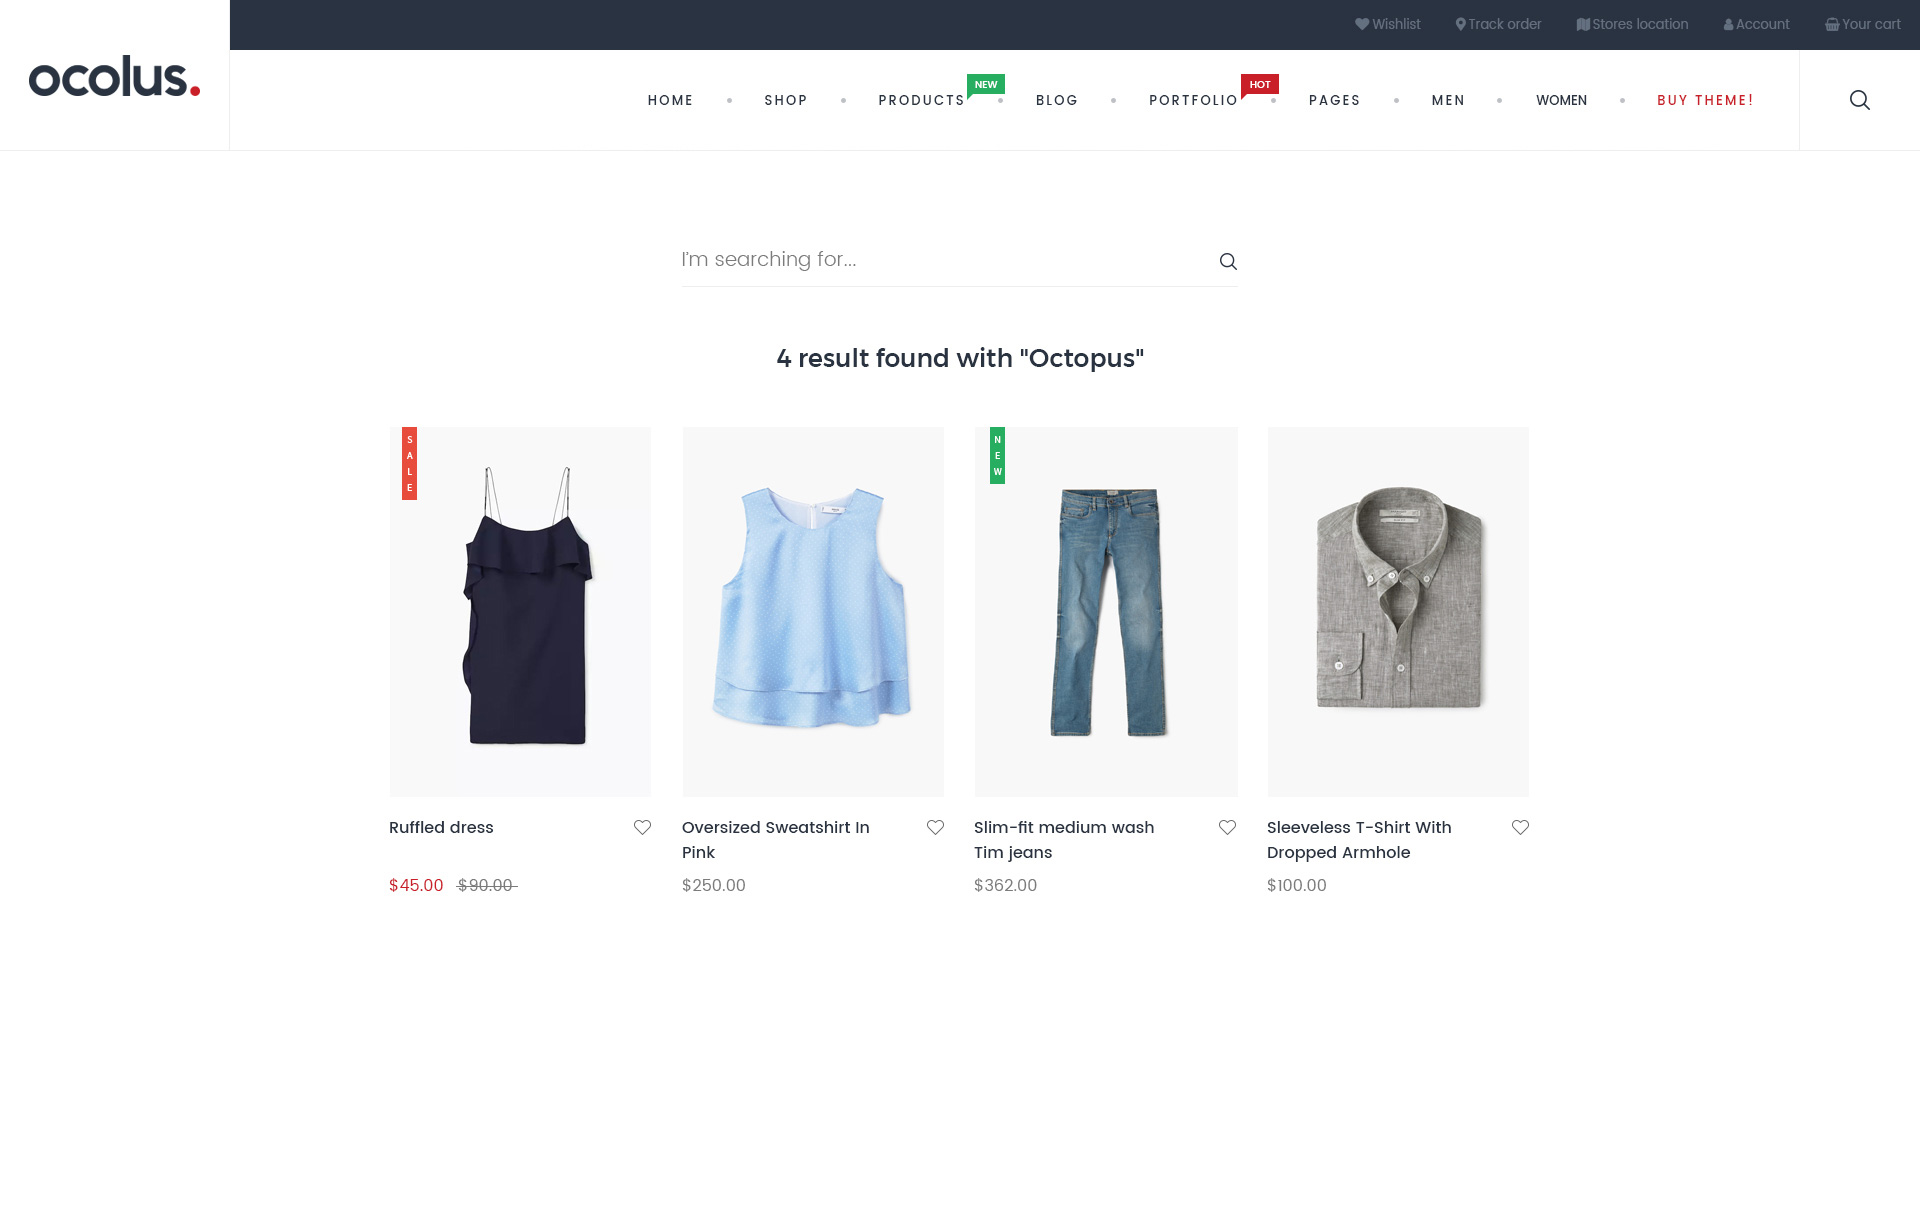 ocolus.
Wishlist
Track order
Stores location
Account
Your cart
HOME
SHOP
PRODUCTS
NEW
BLOG
PORTFOLIO
HOT
PAGES
MEN
WOMEN
BUY THEME!
I'm searching for...
4 result found with "Octopus"
SALE
NEW
Ruffled dress
$45.00 $90.00
Oversized Sweatshirt In
Pink
$250.00
Slim-fit medium wash
Tim jeans
$362.00
Sleeveless T-Shirt With
Dropped Armhole
$100.00